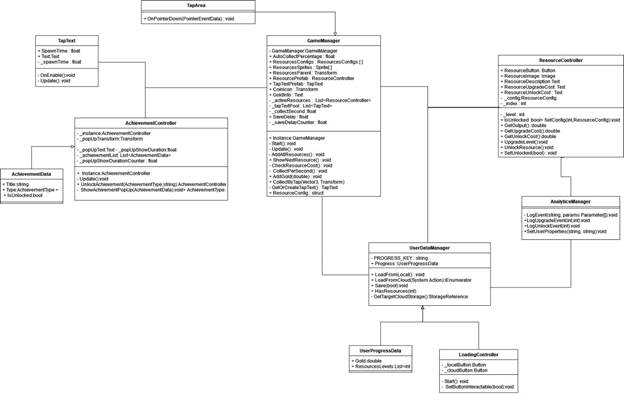 TapArea
+ OnPointerDown(PointerEventData) : void
TapText
+ SpawnTime : float
+ Text:Text
- _spawnTime : float
- OnEnable():void
- Update(): void
GameManager
- GameManager:GameManager
+ AutoCollectPercentage: float
+ ResourcesConfigs : ResourcesConfigs [ ]
+ ResourcesSprites : Sprite[ ]
+ ResourcesParent : Transform
+ ResourcePrefab : ResourceController
+ TapTextPrefab : TapText
+ CoinIcon : Transform
+ GoldInfo : Text
- _activeResources : List<ResourceController>
- _tapTextPool : List<TapText>
- _collectSecond: float
+ SaveDelay : float
- _saveDelayCounter : float
+ Instance:GameManager
- Start(): void
- Update(): void
- AddAllResources() : void
- ShowNextResource() : void
- CheckResourceCost() : void
- CollectPerSecond() : void
+ AddGold(double) : void
+ CollectByTap(Vector3, Transform)
- GetOrCreateTapText() : TapText
+ ResourceConfig : struct
ResourceController
+ ResourceButton: Button
+ ResourceImage: Image
+ ResourceDescription:Text
+ ResourceUpgradeCost: Text
+ ResourceUnlockCost : Text
- _config:ResourceConfig
- _index : int
- _level : int
+ IsUnlocked (bool)+ SetConfig(int,ResourceConfig):void
+ GetOutput() : double
+ GetUpgradeCost():double
+ GetUnlockCost() : double
+ UpgradeLevel():void
+ UnlockResource():void
+ SetUnlocked(bool) : void
AchievementController
- _instance:AchievementController
- _popUpTransform:Transform
- _popUpText:Text- _popUpShowDuration:float
- _achievementList: List<AchievementData>
- _popUpShowDurationCounter : float
+ Instance:AchievementController
- Update():void
+ UnlockAchievement(AchievementType,string):AchievementController
- ShowAchievementPopUp(AchievementData):void+ AchievementType:
AchievementData
+ Title:string
+ Type:AchievementType +
+ IsUnlocked:bool
AnalyticsManager
- LogEvent(string, params Parameter[]):void
+ LogUpgradeEvent(int,int):void
+ LogUnlockEvent(int):void
+ SetUserProperties(string, string):void
UserDataManager
- PROGRESS_KEY : string
+ Progress :UserProgressData
+ LoadFromLocal() : void
+ LoadFromCloud(System.Action):IEnumerator
+ Save(bool):void
+ HasResources(int)
- GetTargetCloudStorage():StorageReference
UserProgressData
+ Gold:double
+ ResourcesLevels:List<int
LoadingController
- _localButton:Button
- _cloudButton:Button
- Start(): void
- SetButtonInteractable(bool):void